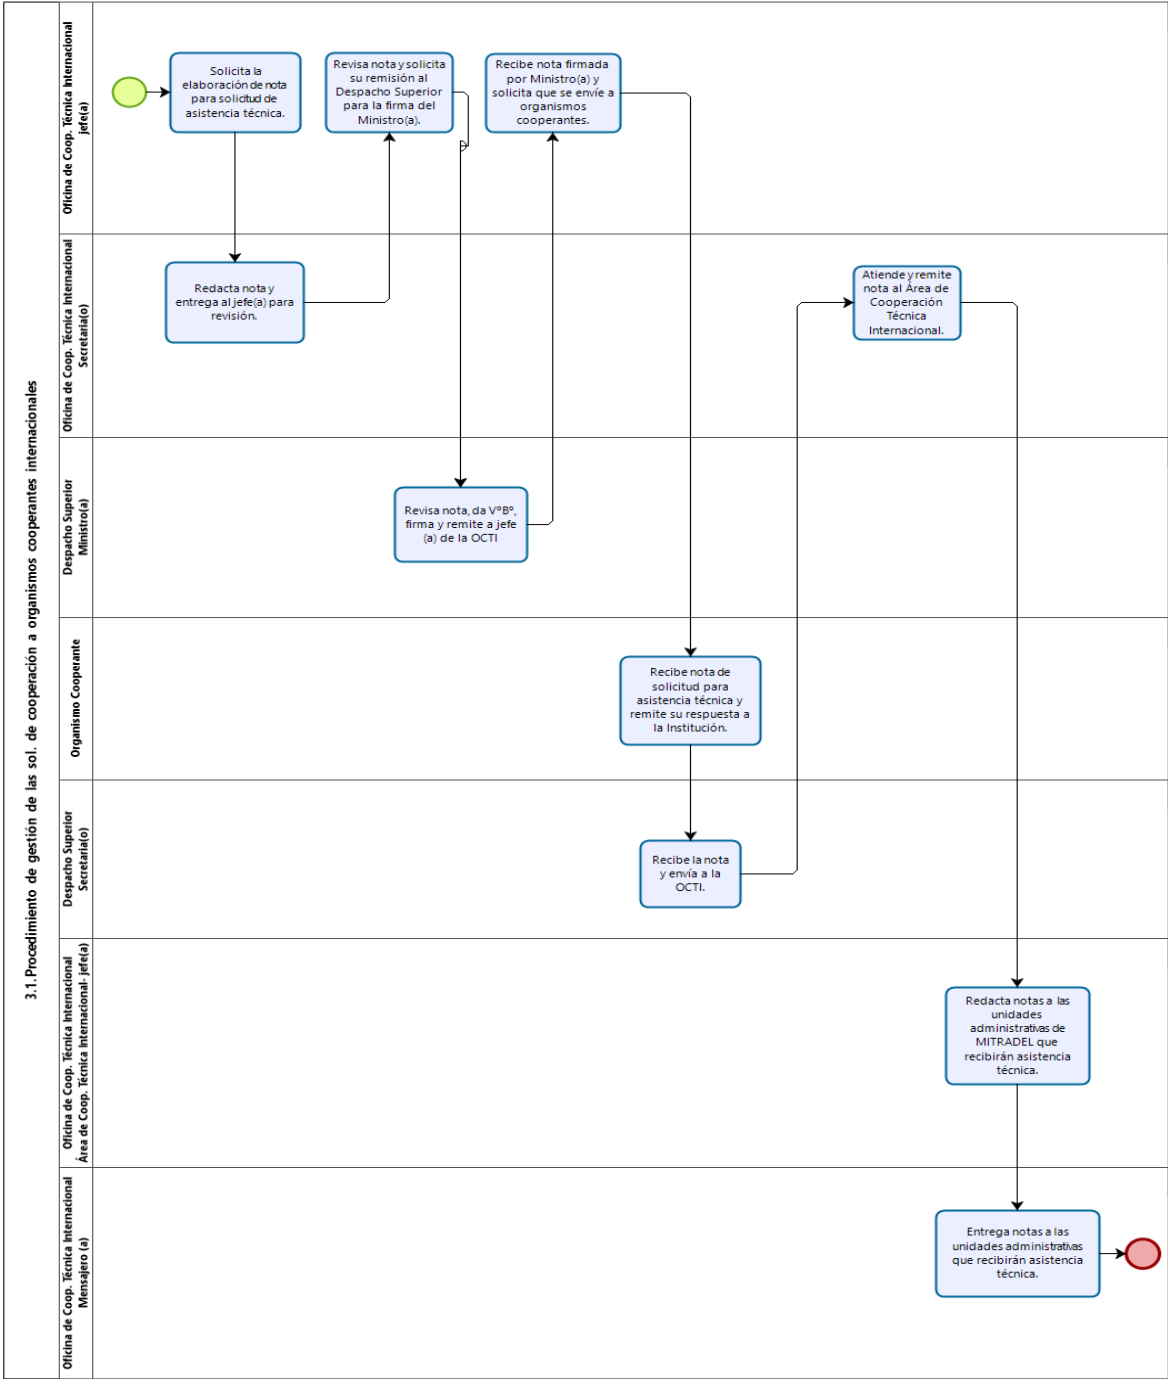 3.1.Procedimiento de gestión de las sol. de cooperación a organismos cooperantes internacionales
Oficina de Coop. Técnica Internacional
jefe(a)
Solicita la
elaboración de nota
para solicitud de
asistencia técnica.
Revisa nota y solicita
su remisión al
Despacho Superior
para la firma del
Ministro(a).
Recibe nota firmada
por Ministro(a) y
solicita que se envíe a
organismos
cooperantes.
Oficina de Coop. Técnica Internacional
Secretaria(o)
Redacta nota y
entrega al jefe(a) para
revisión.
Atiende y remite
nota al Área de
Cooperación
Técnica
Internacional.
Despacho Superior
Ministro(a)
Revisa nota, da V°B°,
firma y remite a jefe
(a) de la OCTI
Organismo Cooperante
Recibe nota de
solicitud para
asistencia técnica y
remite su respuesta a
la Institución.
Despacho Superior
Secretaria(o)
Recibe la nota
y envía a la
OCTI.
Oficina de Coop. Técnica Internacional
Área de Coop. Técnica Internacional- jefe(a)
Redacta notas a las
unidades
administrativas de
MITRADEL que
recibirán asistencia
técnica.
Oficina de Coop. Técnica Internacional
Mensajero (a)
Entrega notas a las
unidades administrativas
que recibirán asistencia
técnica.